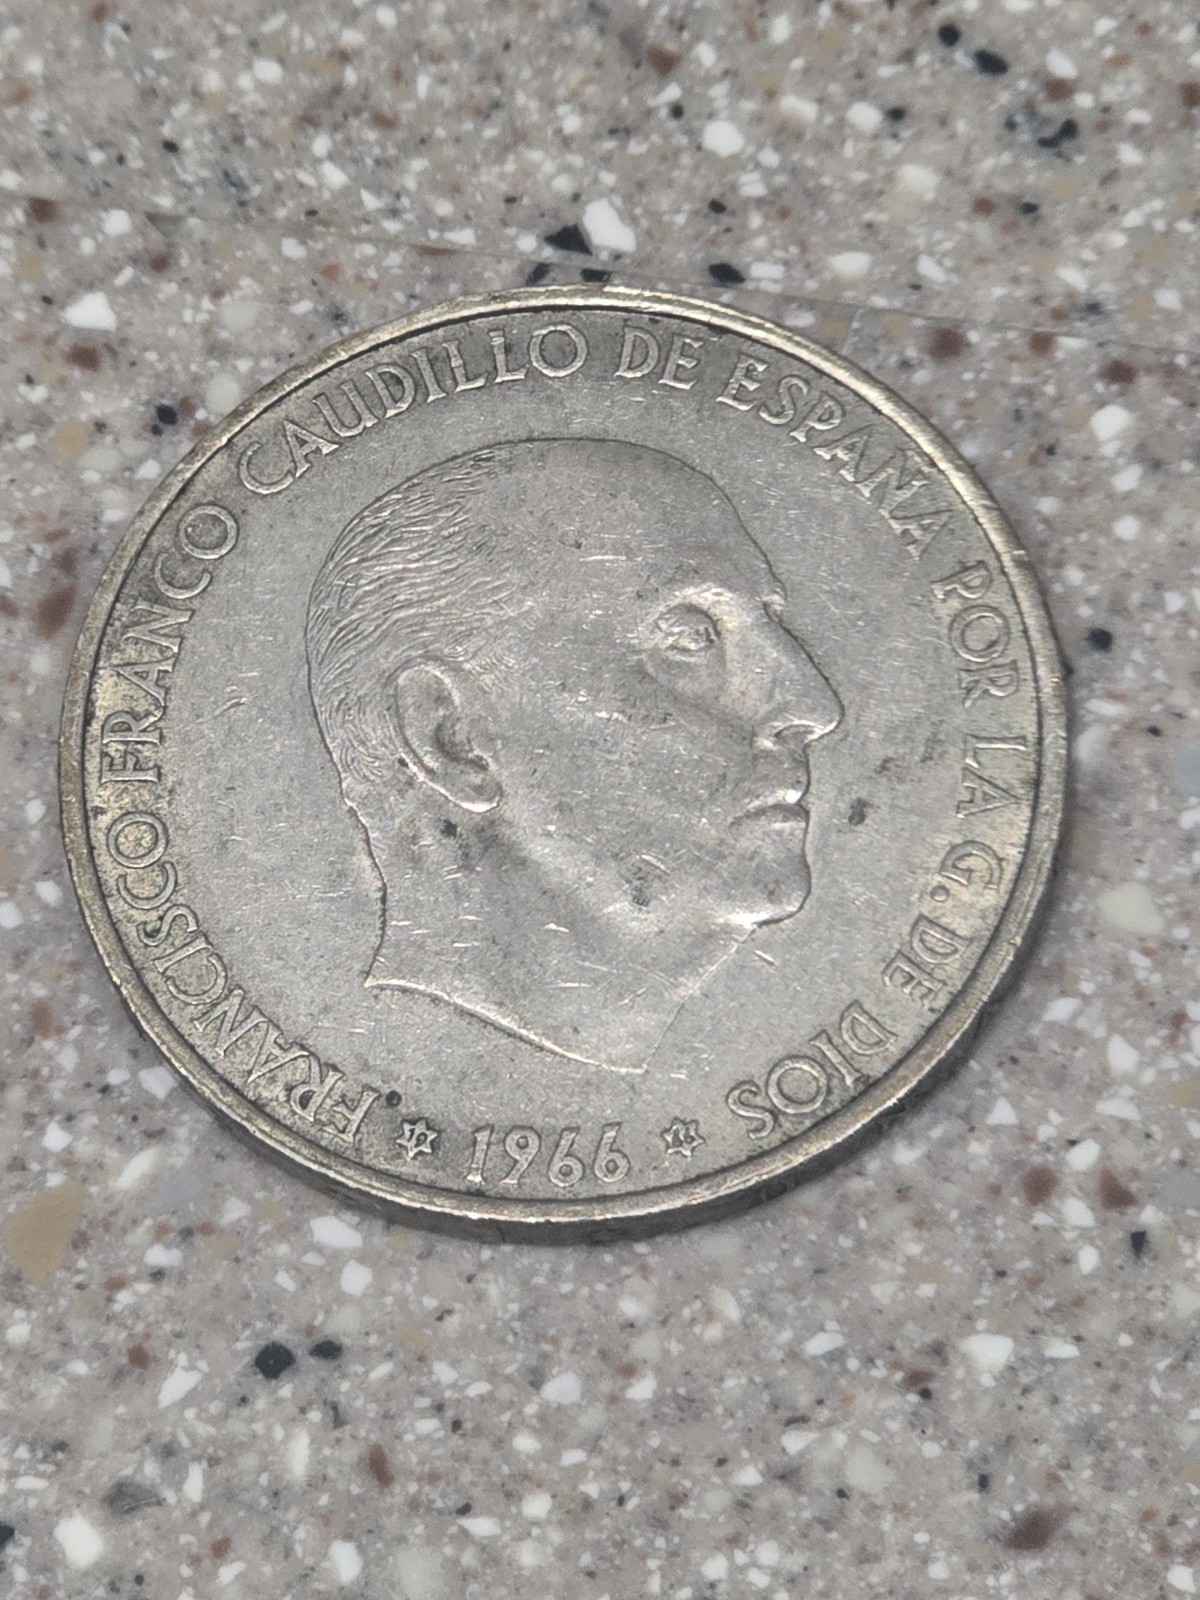 FRANCISCO FRANCO CAUDILLO DE ESPAÑA POR LA G. DE DIOS
1966